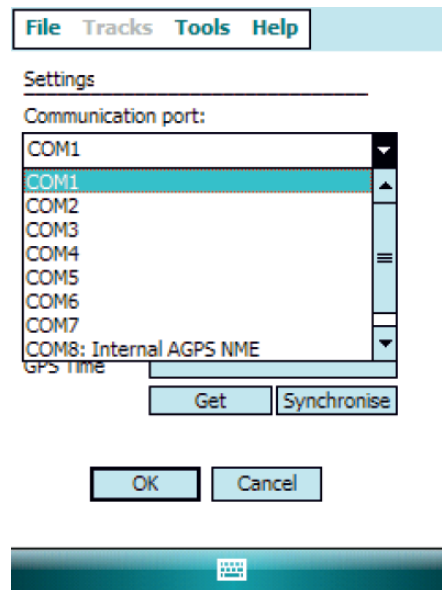 File Tracks Tools Help
Settings
Communication port:
COM1
COM1
COM2
COM3
COM4
COM5
COM6
COM7
COM8: Internal AGPS NME
GPS Time
Get Synchronise
OK Cancel